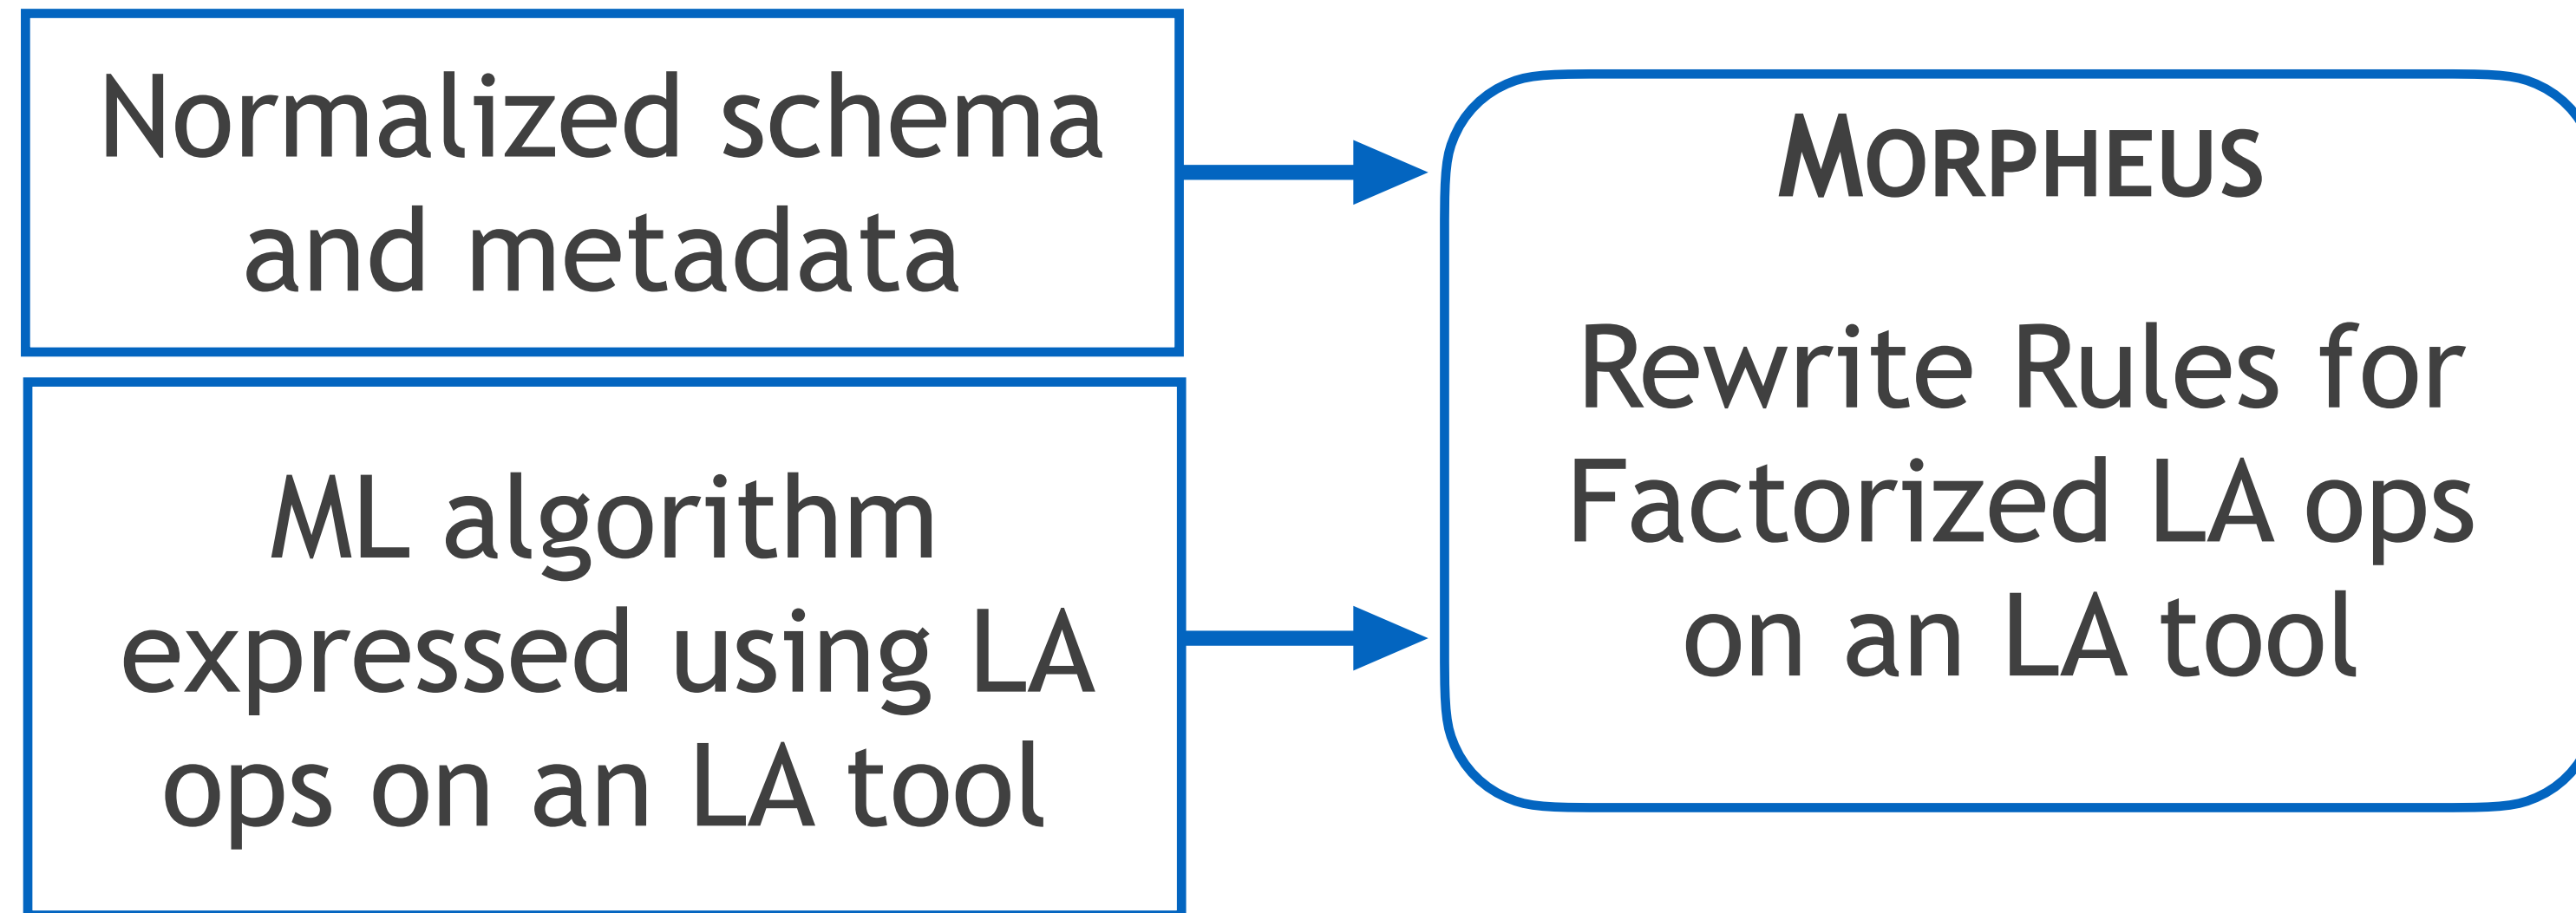 Normalized schema
and metadata
ML algorithm
expressed using LA
ops on an LA tool
MORPHEUS
Rewrite Rules for
Factorized LA ops
on an LA tool